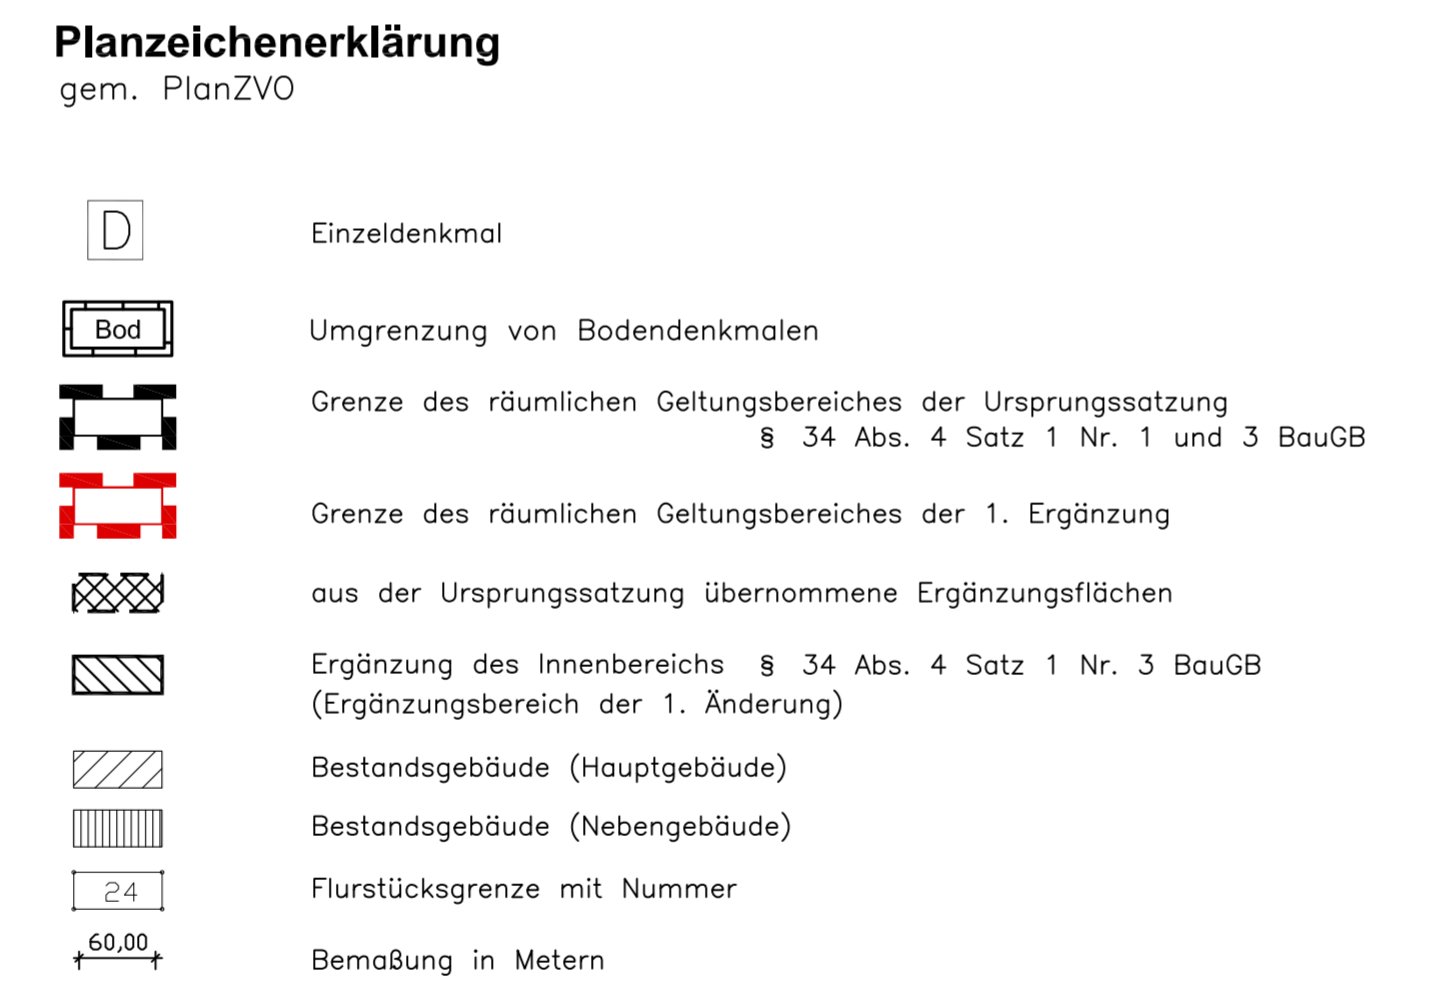 Planzeichenerklärung
gem. PlanZVO
D Einzeldenkmal
Bod Umgrenzung von Bodendenkmalen
Grenze des räumlichen Geltungsbereiches der Ursprungssatzung
§ 34 Abs. 4 Satz 1 Nr. 1 und 3 BauGB
Grenze des räumlichen Geltungsbereiches der 1. Ergänzung
aus der Ursprungssatzung übernommene Ergänzungsflächen
Ergänzung des Innenbereichs § 34 Abs. 4 Satz 1 Nr. 3 BauGB
(Ergänzungsbereich der 1. Änderung)
Bestandsgebäude (Hauptgebäude)
Bestandsgebäude (Nebengebäude)
24 Flurstücksgrenze mit Nummer
60,00 Bemaßung in Metern